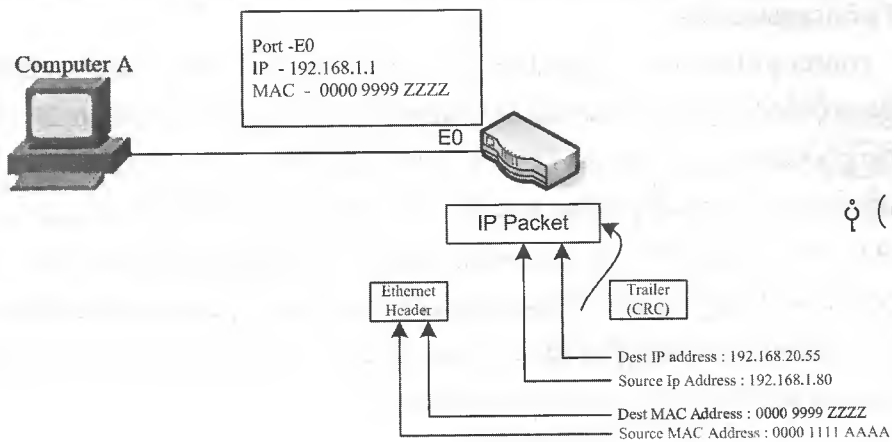 Computer A
Port -E0
IP - 192.168.1.1
MAC - 0000 9999 ZZZZ
E0
IP Packet
Ethernet
Header
Trailer
(CRC)
Dest IP address : 192.168.20.55
Source Ip Address : 192.168.1.80
Dest MAC Address : 0000 9999 ZZZZ
Source MAC Address : 0000 1111 AAAA